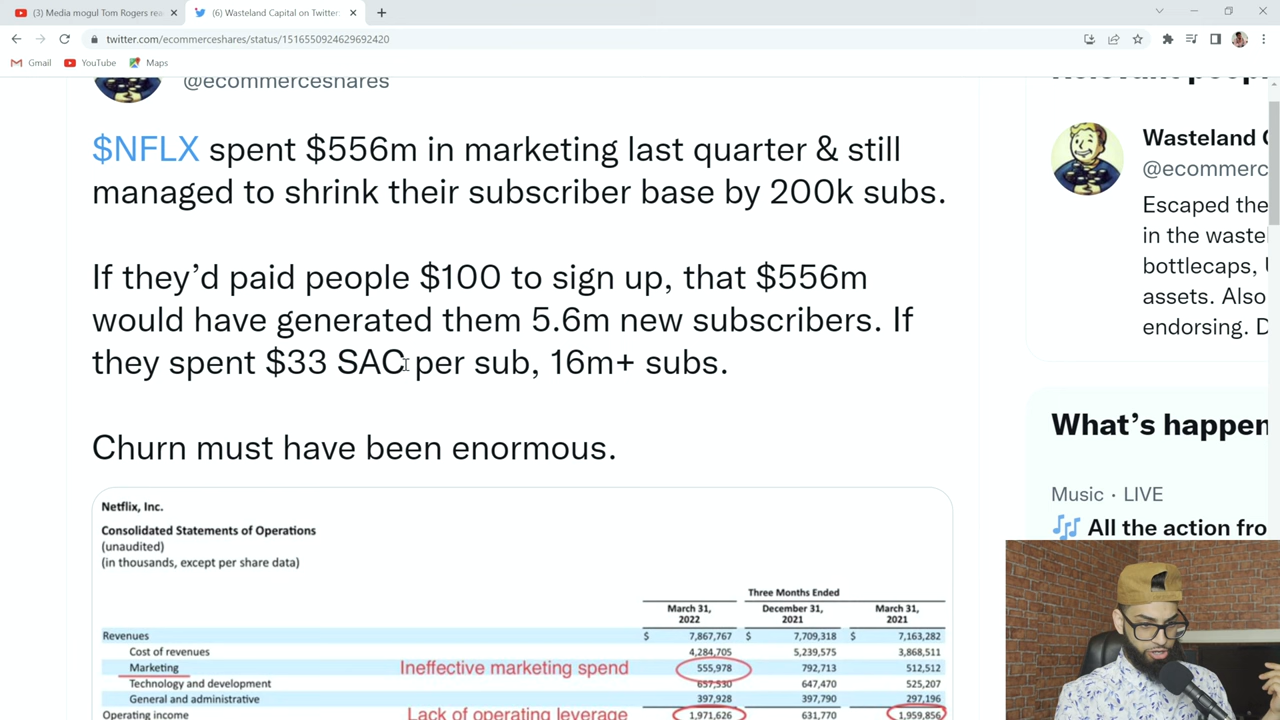 (3) Media mogul Tom Rogers rea
(6) Wasteland Capital on Twitter:
twitter.com/ecommerceshares/status/1516550924629692420
Gmail YouTube Maps
@ecommerceshares
$NFLX spent $556m in marketing last quarter & still
managed to shrink their subscriber base by 200k subs.
If they’d paid people $100 to sign up, that $556m
would have generated them 5.6m new subscribers. If
they spent $33 SAC per sub, 16m+ subs.
Churn must have been enormous.
Netflix, Inc.
Consolidated Statements of Operations
(unaudited)
(in thousands, except per share data)
Three Months Ended
March 31, 2022 December 31, 2021 March 31, 2021
Revenues $ 7,867,767 $ 7,709,318 $ 7,163,282
Cost of revenues 4,284,705 5,239,575 3,868,511
Marketing Ineffective marketing spend 555,978 792,713 512,512
Technology and development 657,530 647,470 525,207
General and administrative 397,928 397,790 297,196
Operating income Lack of operating leverage 1,971,626 631,770 1,959,856
Relevant people
Wasteland C
@ecommerc
Escaped the
in the waste
bottlecaps, U
assets. Also
endorsing. D
What’s happen
Music · LIVE
🎶 All the action fro